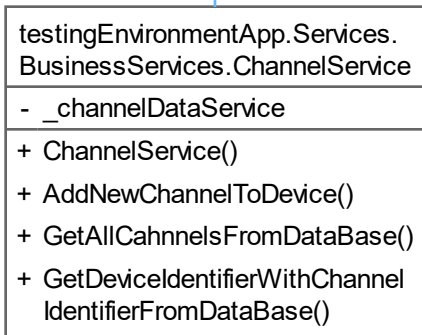 testingEnvironmentApp.Services.
BusinessServices.ChannelService
- _channelDataService
+ ChannelService()
+ AddNewChannelToDevice()
+ GetAllCahnnelsFromDataBase()
+ GetDeviceIdentifierWithChannel
IdentifierFromDataBase()